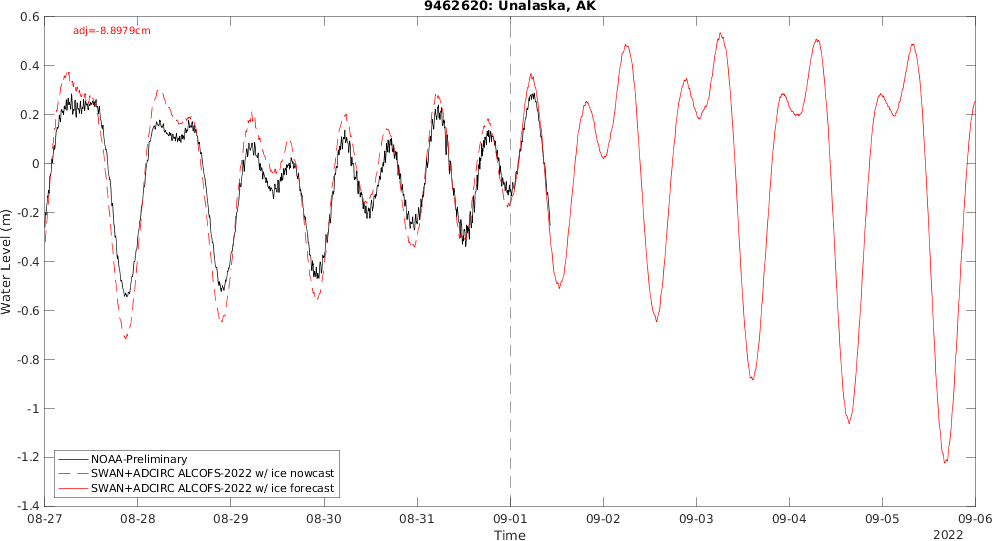 9462620: Unalaska, AK
adj=-8.8979cm
0.6
0.4
0.2
0
-0.2
-0.4
-0.6
-0.8
-1
-1.2
-1.4
Water Level (m)
NOAA-Preliminary
SWAN+ADCIRC ALCOFS-2022 w/ ice nowcast
SWAN+ADCIRC ALCOFS-2022 w/ ice forecast
08-27 08-28 08-29 08-30 08-31 09-01 09-02 09-03 09-04 09-05 09-06
Time
2022